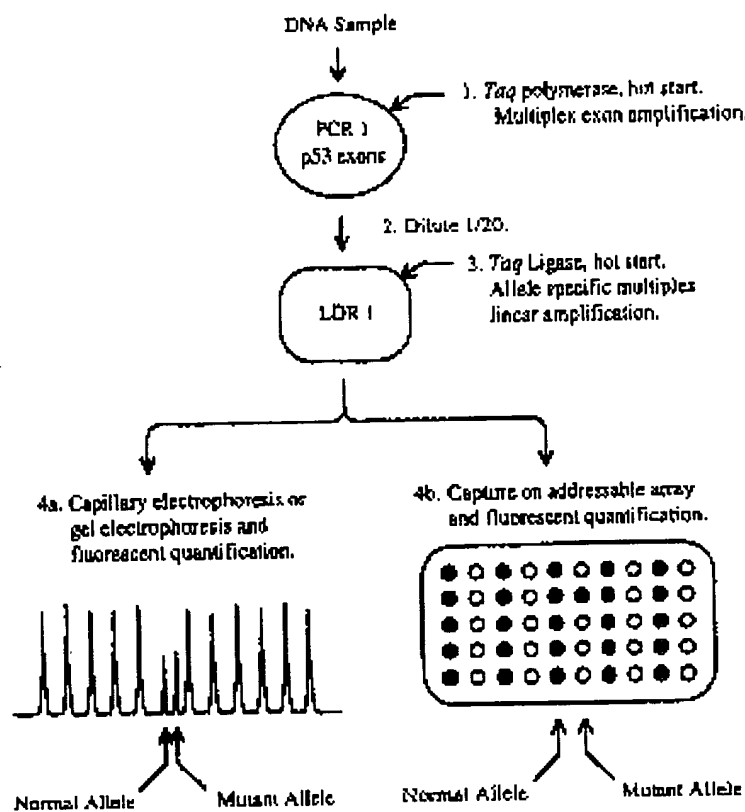 DNA Sample
1. Taq polymerase, hot start.
Multiplex exon amplification.
PCR 1
p53 exons
2. Dilute 1/20.
3. Taq Ligase, hot start.
Allele specific multiplex
linear amplification.
LDR 1
4a. Capillary electrophoresis or
gel electrophoresis and
fluorescent quantification.
4b. Capture on addressable array
and fluorescent quantification.
Normal Allele
Mutant Allele
Normal Allele
Mutant Allele